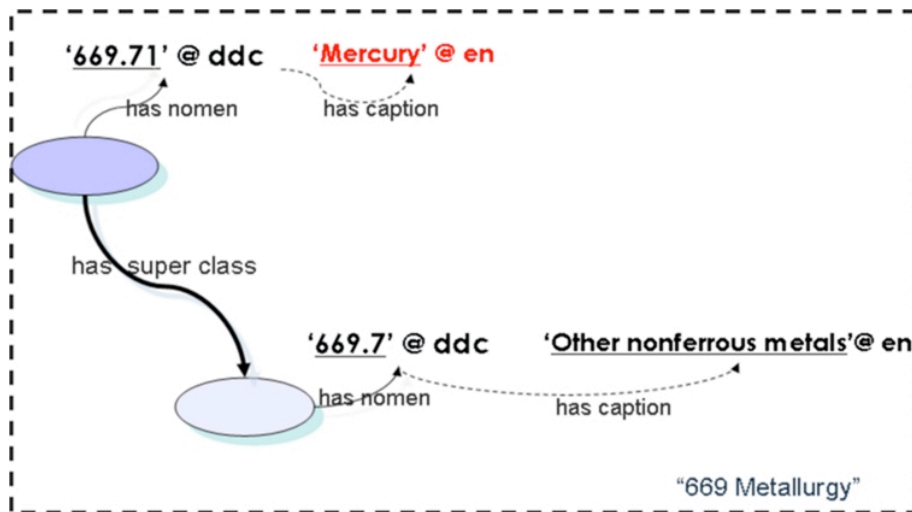 ‘669.71’ @ ddc ‘Mercury’ @ en
has nomen has caption
has super class
‘669.7’ @ ddc ‘Other nonferrous metals’@ en
has nomen
has caption
“669 Metallurgy”